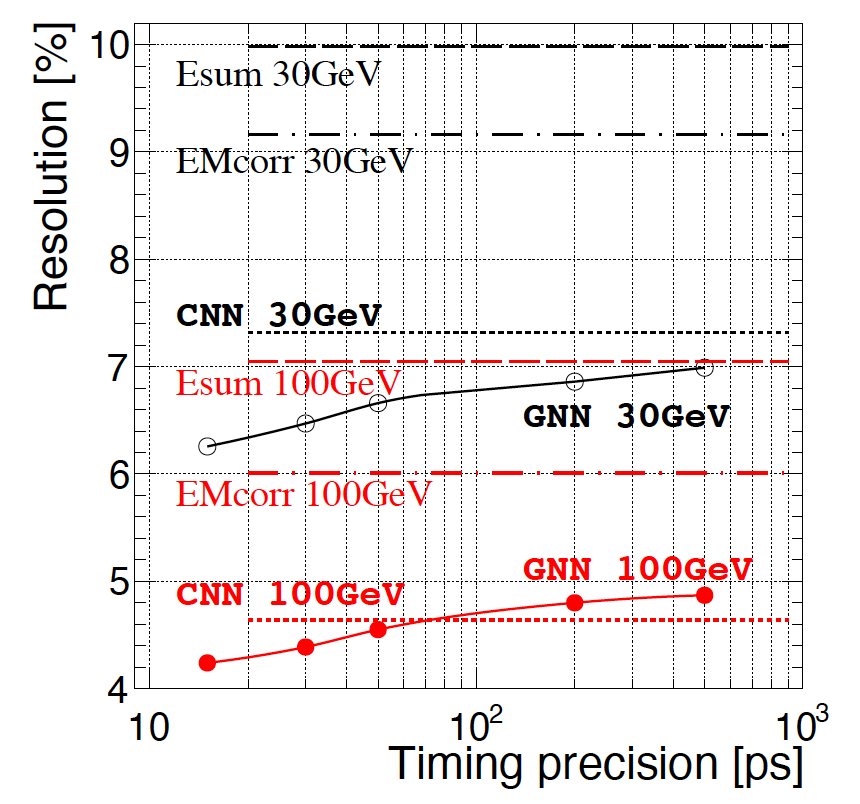 Resolution [%]
10
Esum 30GeV
9
EMcorr 30GeV
8
CNN 30GeV
7
Esum 100GeV
GNN 30GeV
6
EMcorr 100GeV
5
GNN 100GeV
CNN 100GeV
4
10
10²
10³
Timing precision [ps]